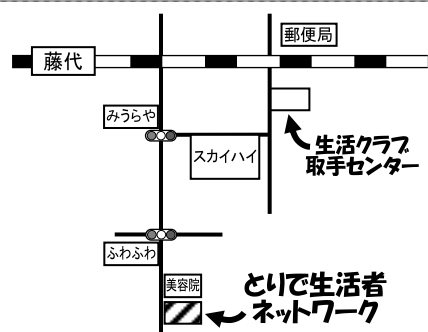 郵便局
藤代
みうらや
スカイハイ
生活クラブ
取手センター
ふわふわ
美容院
とりで生活者
ネットワーク